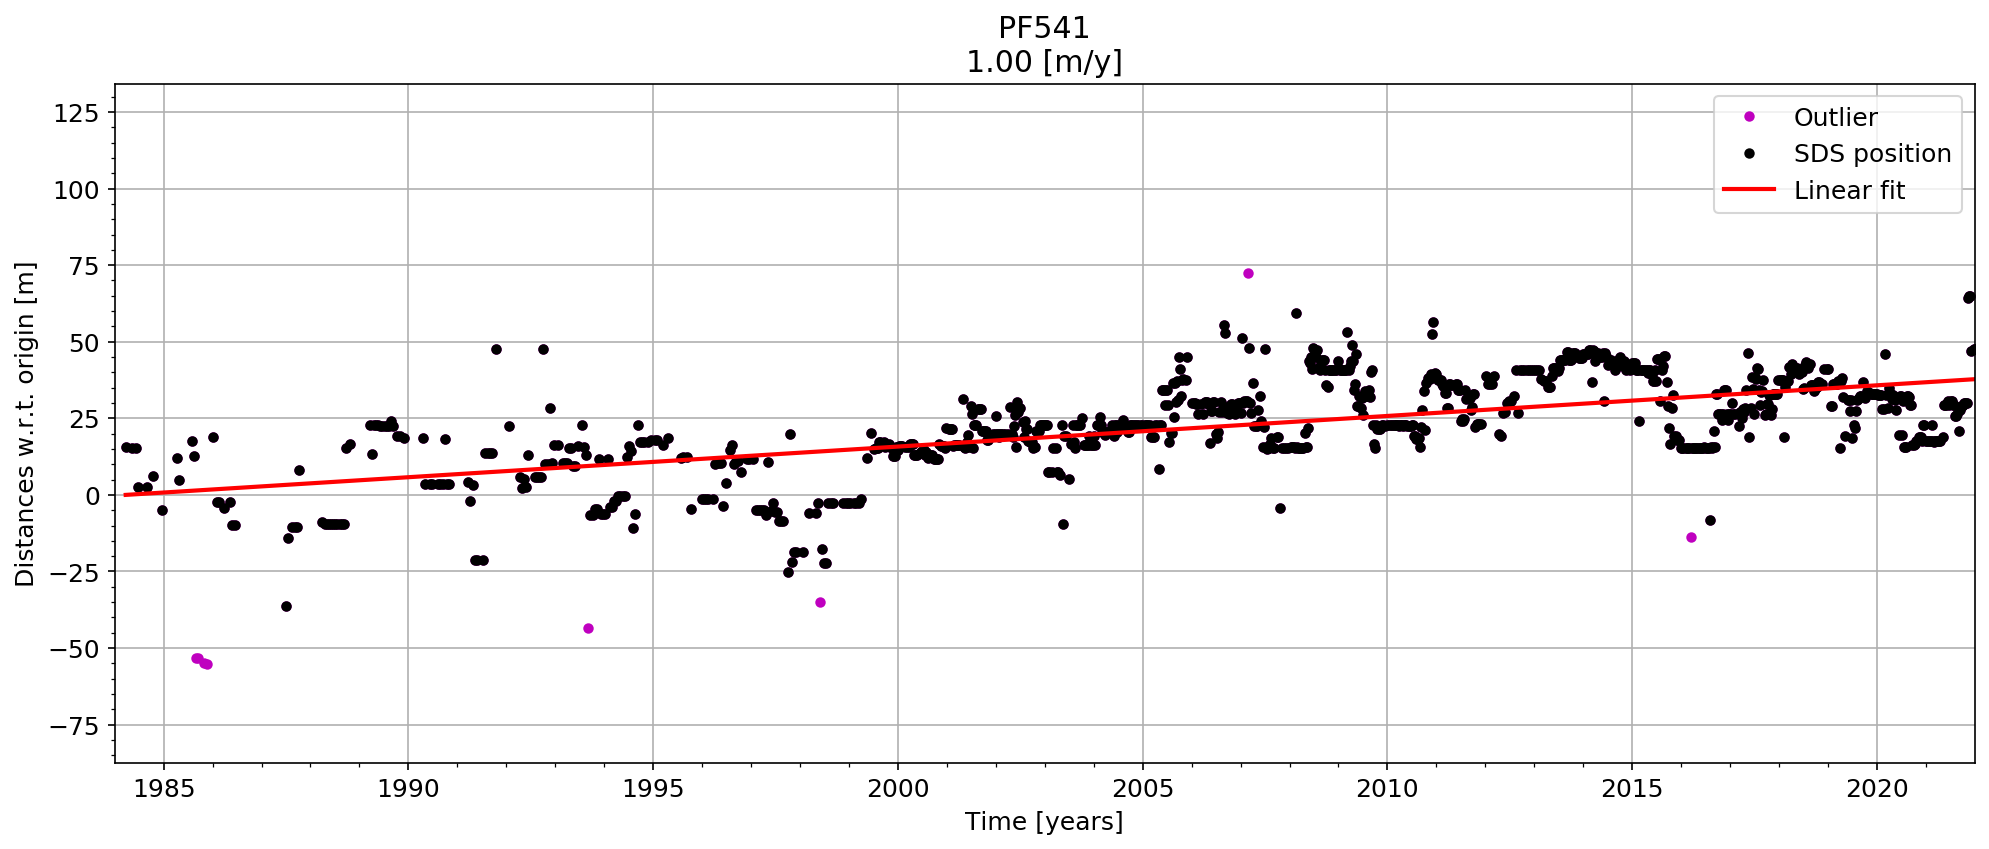 PF541
1.00 [m/y]
Distances w.r.t. origin [m]
125
100
75
50
25
0
−25
−50
−75
Outlier
SDS position
Linear fit
1985 1990 1995 2000 2005 2010 2015 2020
Time [years]